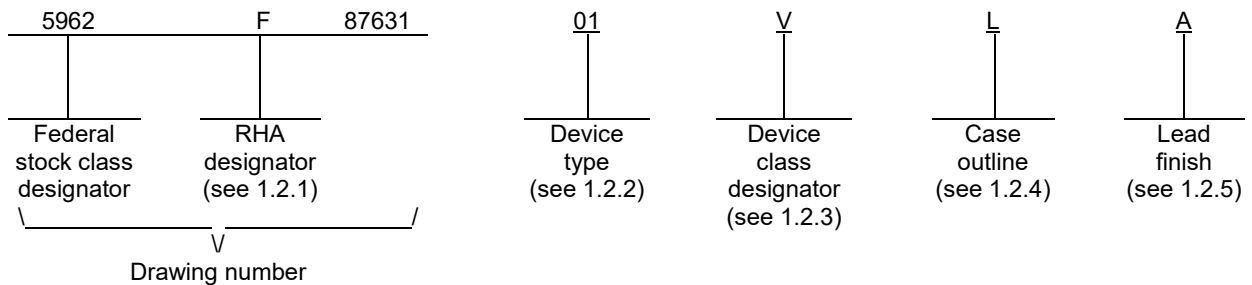 5962 F 87631 01 V L A
Federal RHA Device Device Case Lead
stock class designator type class outline finish
designator (see 1.2.1) (see 1.2.2) designator (see 1.2.4) (see 1.2.5)
(see 1.2.3)
Drawing number